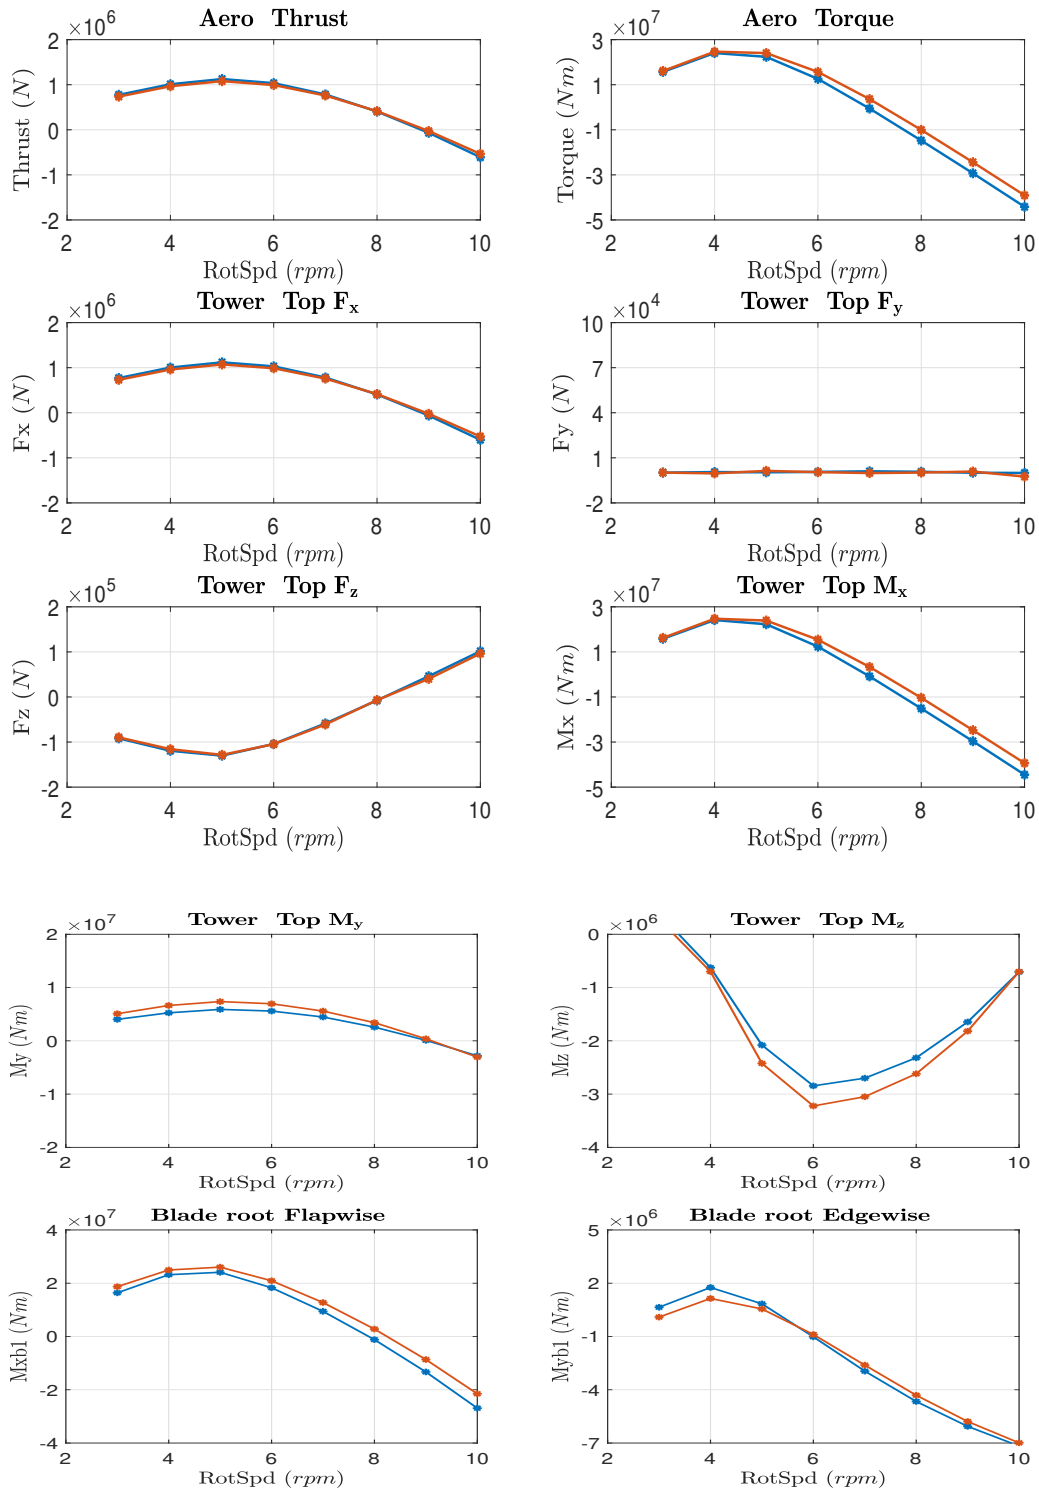 Aero Thrust
×10^6
2
1
0
-1
-2
Thrust (N)
2 4 6 8 10
RotSpd (rpm)
Aero Torque
×10^7
3
1
-1
-3
-5
Torque (Nm)
2 4 6 8 10
RotSpd (rpm)
Tower Top F_x
×10^6
2
1
0
-1
-2
Fx (N)
2 4 6 8 10
RotSpd (rpm)
Tower Top F_y
×10^4
10
7
4
1
-2
Fy (N)
2 4 6 8 10
RotSpd (rpm)
Tower Top F_z
×10^5
2
1
0
-1
-2
Fz (N)
2 4 6 8 10
RotSpd (rpm)
Tower Top M_x
×10^7
3
1
-1
-3
-5
Mx (Nm)
2 4 6 8 10
RotSpd (rpm)
Tower Top M_y
×10^7
2
1
0
-1
-2
My (Nm)
2 4 6 8 10
RotSpd (rpm)
Tower Top M_z
×10^6
0
-1
-2
-3
-4
Mz (Nm)
2 4 6 8 10
RotSpd (rpm)
Blade root Flapwise
×10^7
4
2
0
-2
-4
Mxb1 (Nm)
2 4 6 8 10
RotSpd (rpm)
Blade root Edgewise
×10^6
5
2
-1
-4
-7
Myb1 (Nm)
2 4 6 8 10
RotSpd (rpm)